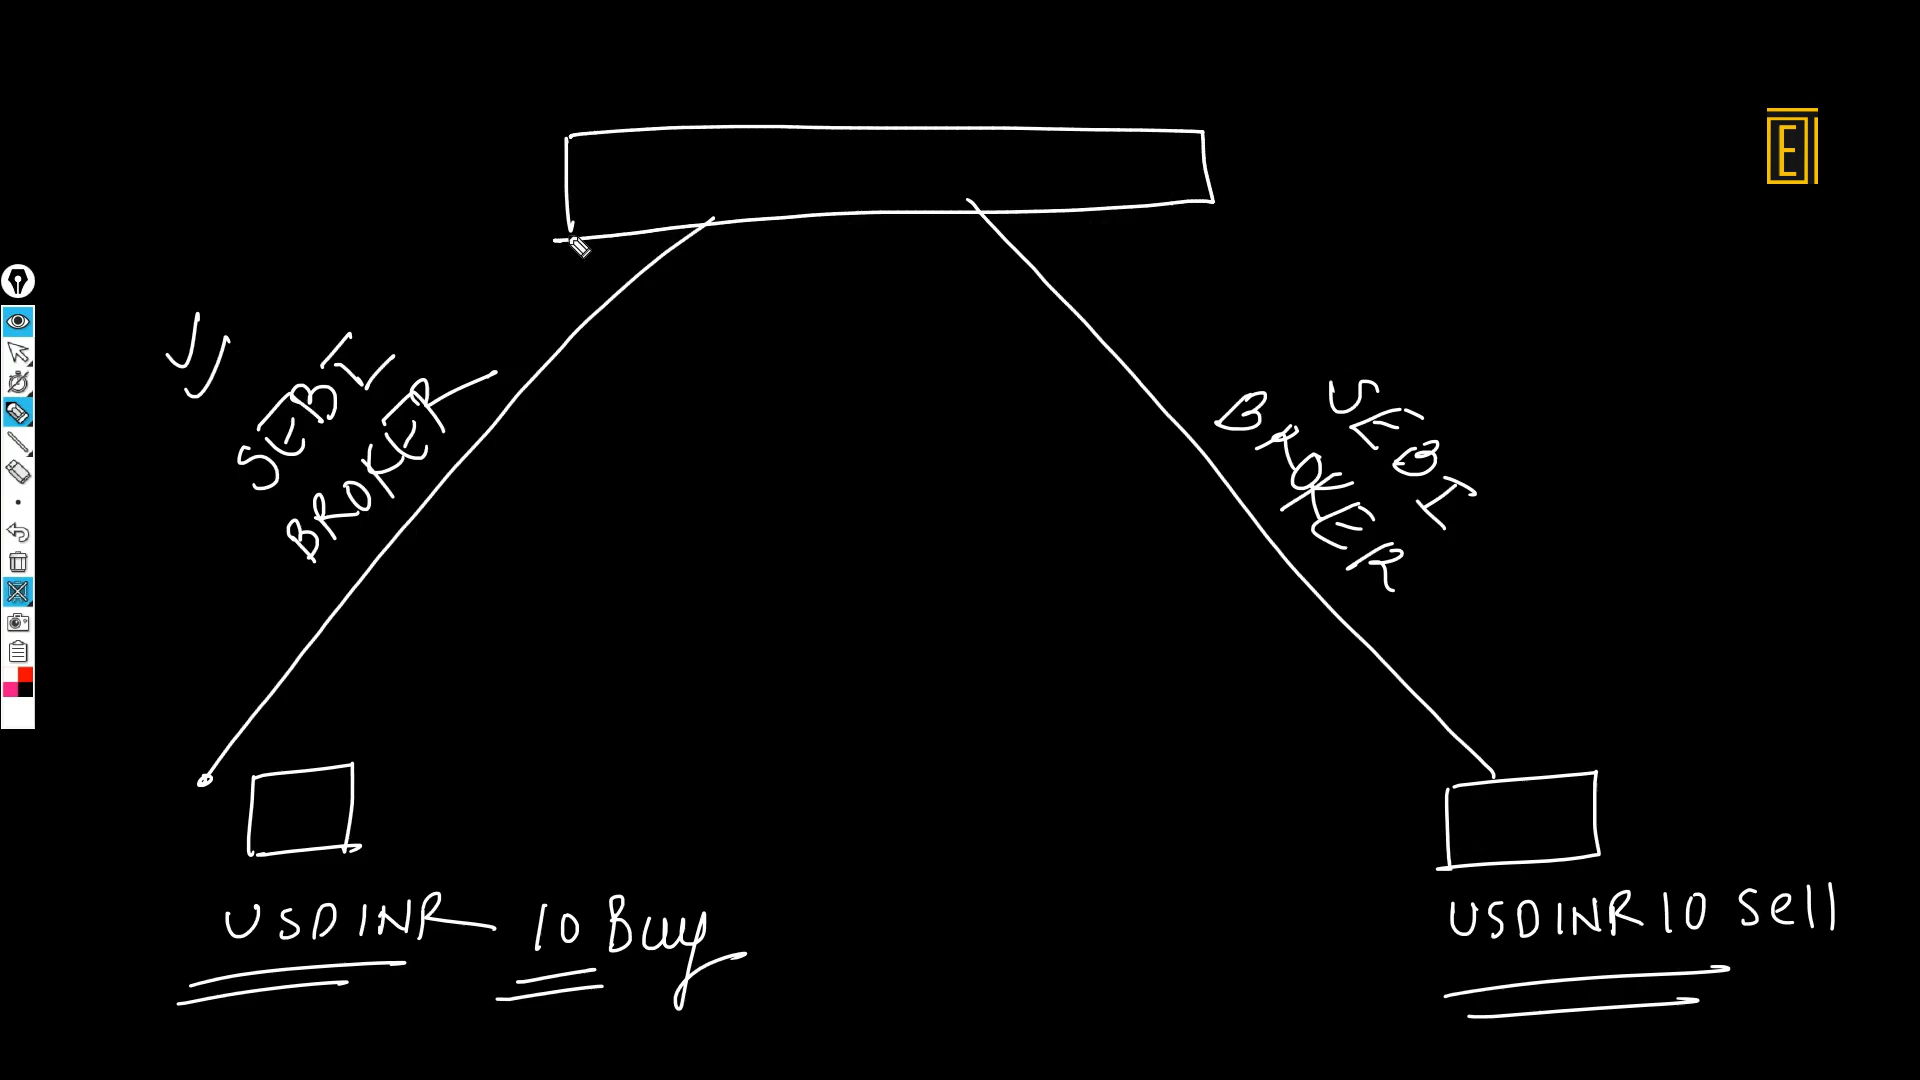 E
SEBI
BROKER
SEBI
BROKER
USDINR 10 Buy
USDINR 10 Sell